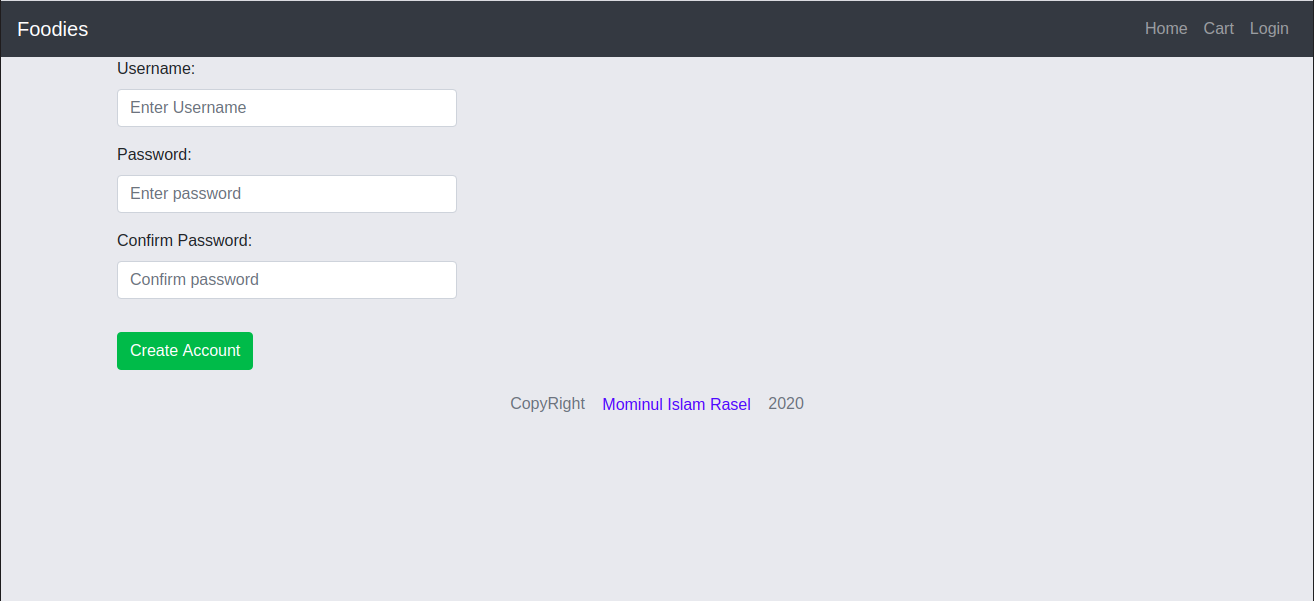 Foodies Home Cart Login
Username:
Enter Username
Password:
Enter password
Confirm Password:
Confirm password
Create Account
CopyRight Mominul Islam Rasel 2020